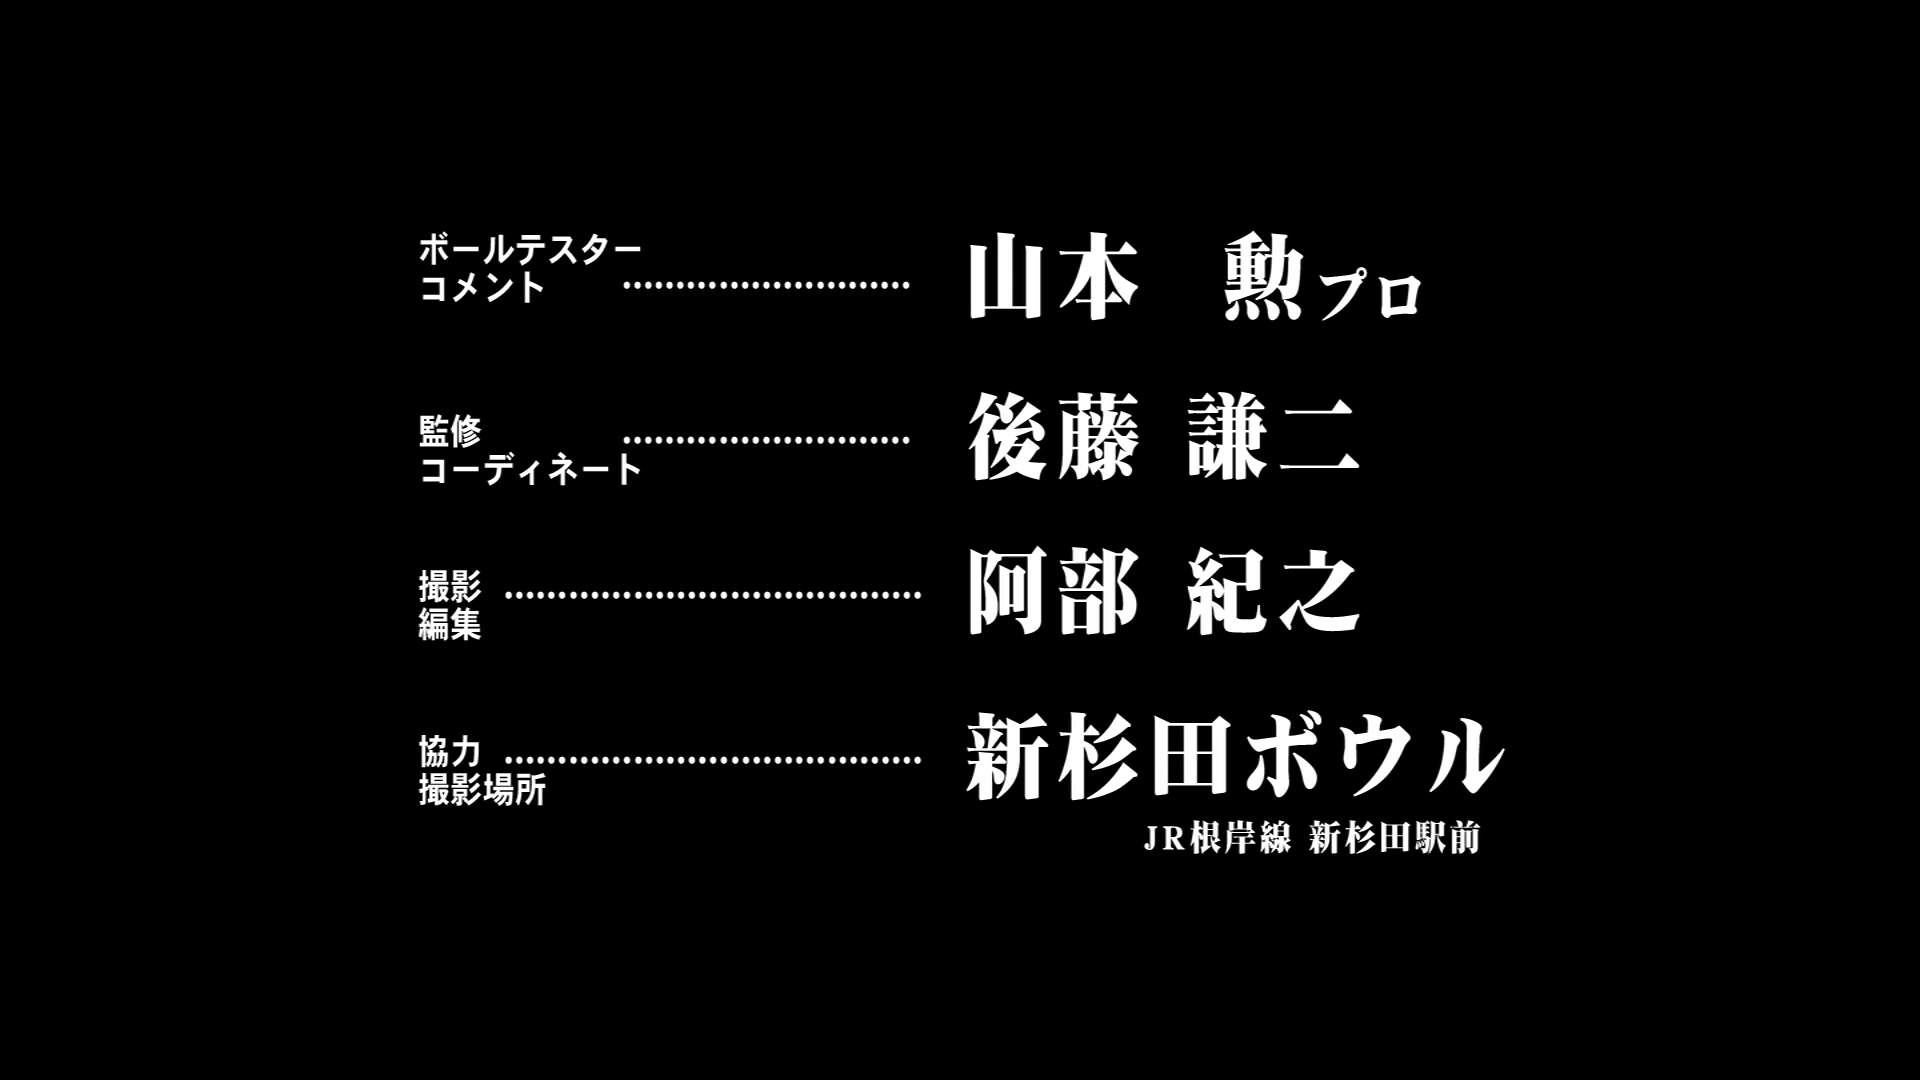 ボールテスター
コメント ........................... 山本　勲プロ
監修 ........................... 後藤 謙二
コーディネート
撮影 ....................................... 阿部 紀之
編集
協力 ....................................... 新杉田ボウル
撮影場所
JR根岸線 新杉田駅前